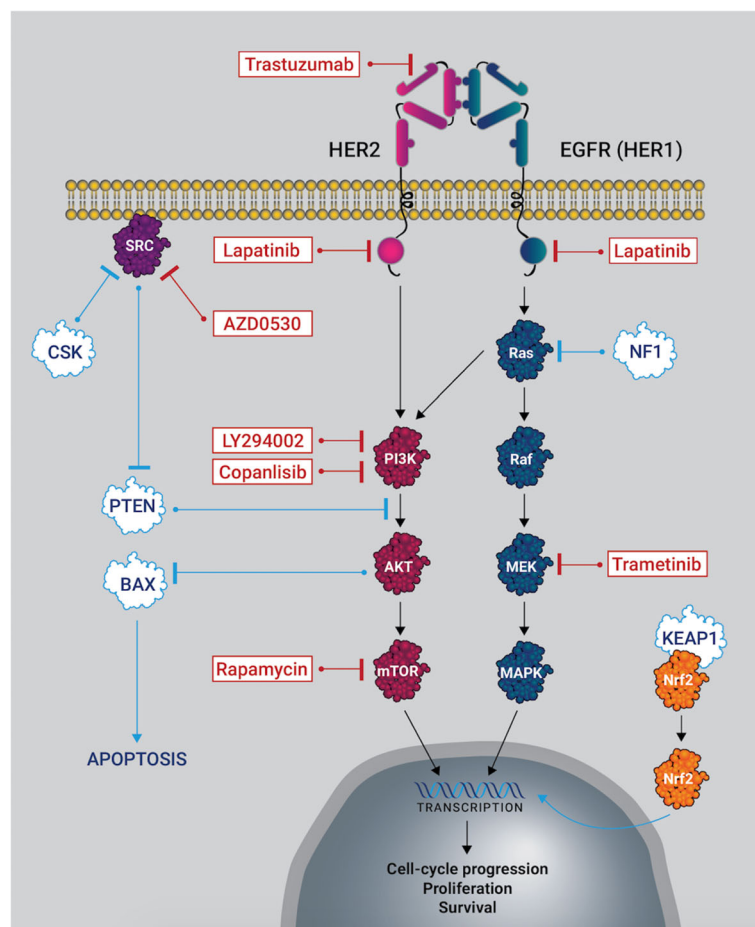 Trastuzumab
HER2
EGFR (HER1)
SRC
Lapatinib
Lapatinib
AZD0530
CSK
Ras
NF1
LY294002
PI3K
Raf
Copanlisib
PTEN
BAX
AKT
MEK
Trametinib
KEAP1
Rapamycin
mTOR
MAPK
Nrf2
APOPTOSIS
Nrf2
TRANSCRIPTION
Cell-cycle progression
Proliferation
Survival